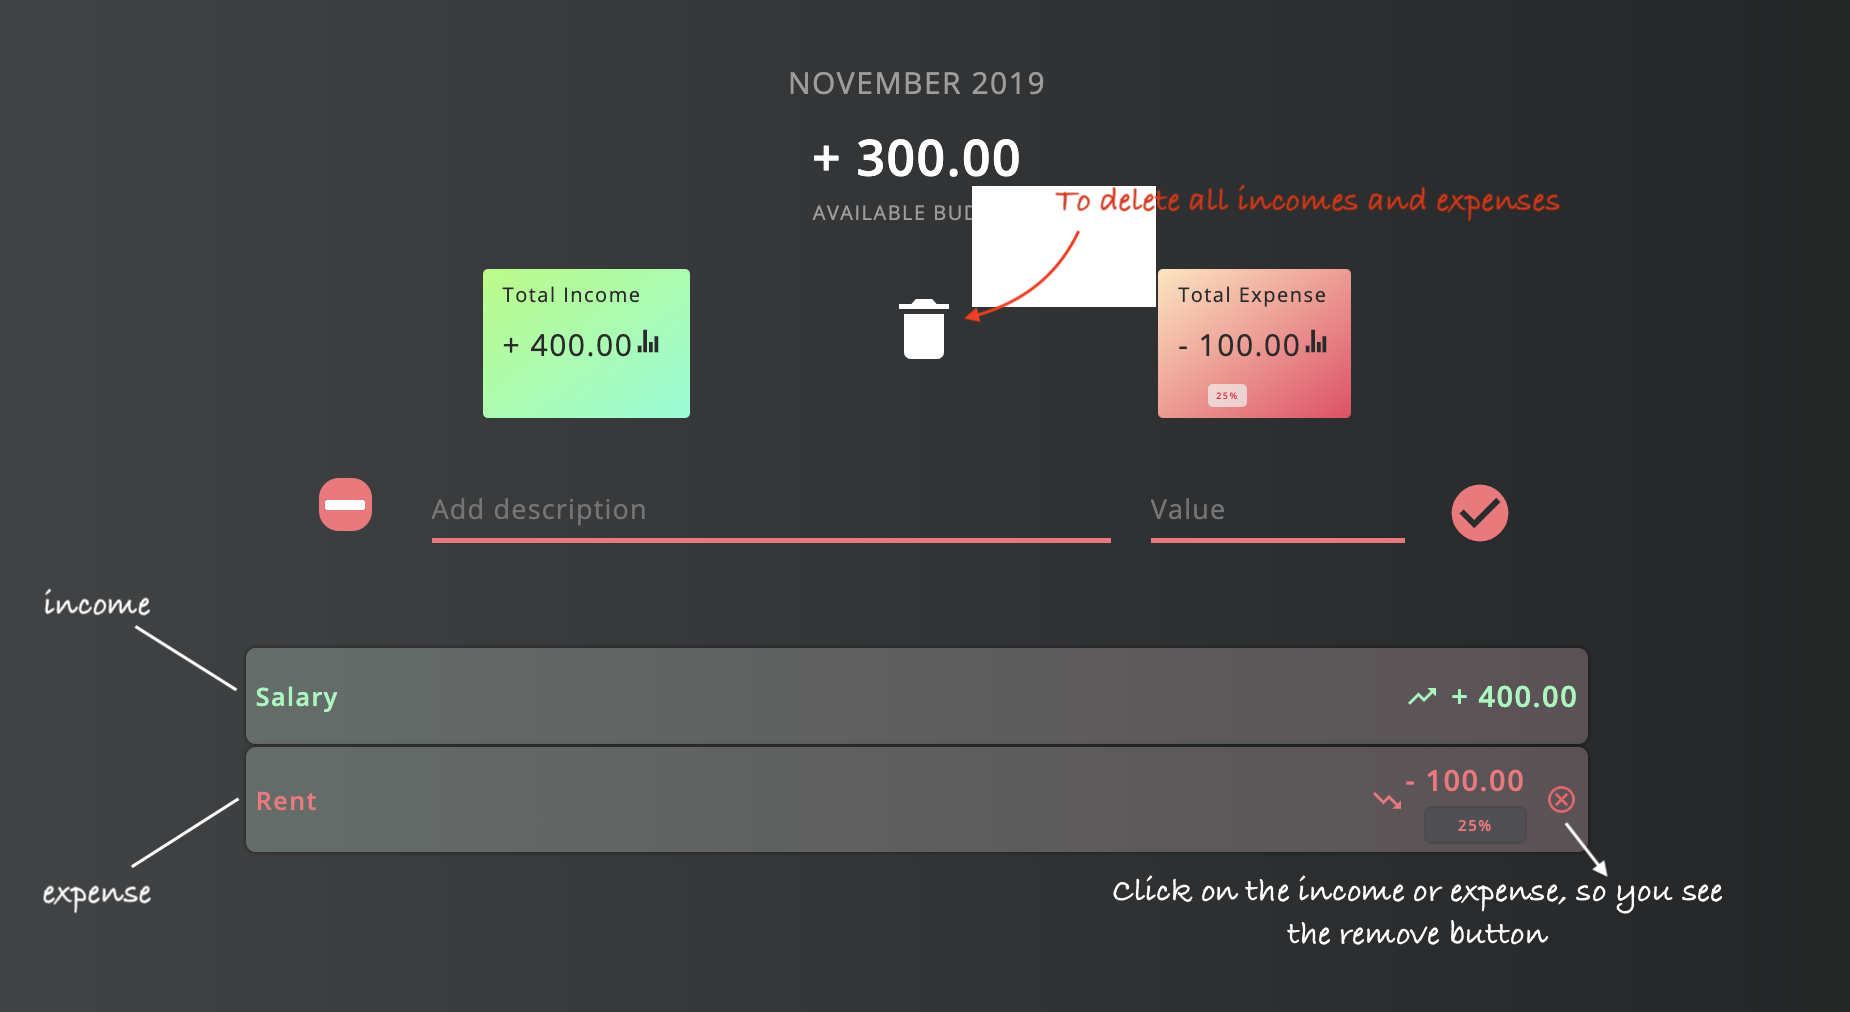 NOVEMBER 2019
+ 300.00
AVAILABLE
To delete all incomes and expenses
Total Income
+ 400.00
Total Expense
- 100.00
25%
Add description
Value
income
Salary
+ 400.00
Rent
- 100.00
25%
expense
Click on the income or expense, so you see
the remove button